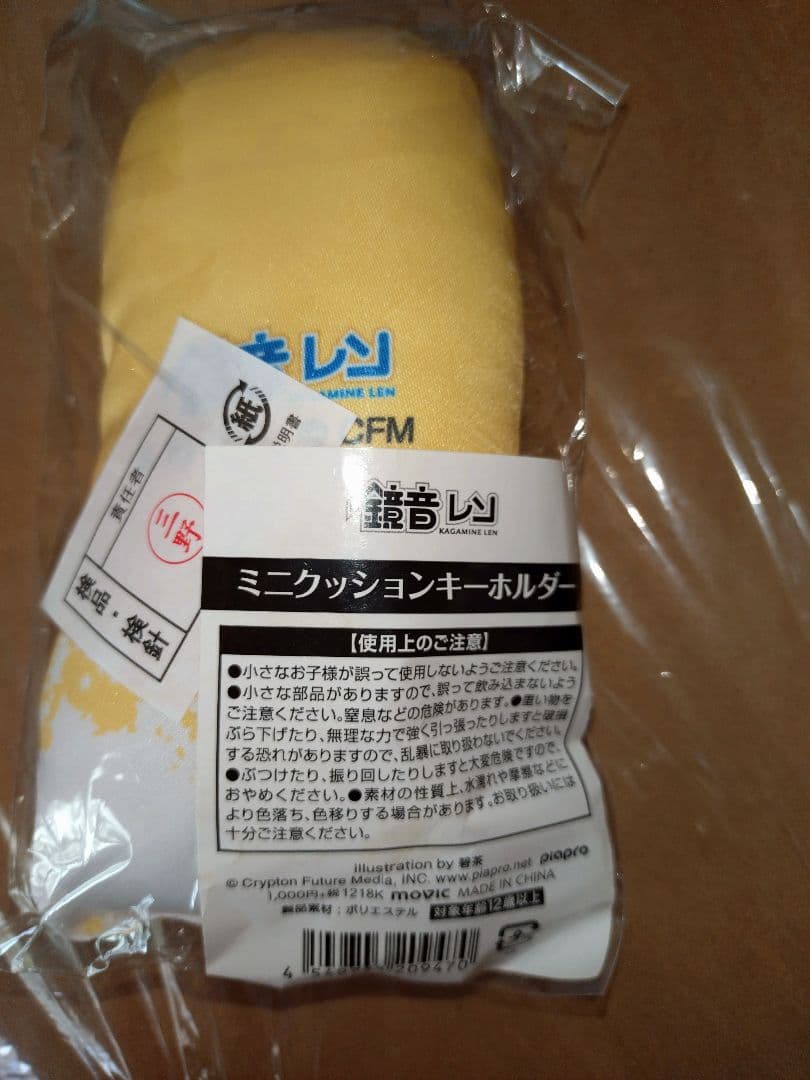 音 レン
KAGAMINE LEN
CFM
紙
説明書
責任者
三野
検品・検針
鏡音 レン
KAGAMINE LEN
ミニクッションキーホルダー
【使用上のご注意】
●小さなお子様が誤って使用しないようご注意ください。
●小さな部品がありますので、誤って飲み込まないよう
ご注意ください。窒息などの危険があります。●重い物を
ぶら下げたり、無理な力で強く引っ張ったりしますと破損
する恐れがありますので、乱暴に取り扱わないでください。
●ぶつけたり、振り回したりしますと大変危険ですので、
おやめください。●素材の性質上、水濡れや摩擦などに
より色落ち、色移りする場合があります。お取り扱いには
十分ご注意ください。
illustration by 碧茶
© Crypton Future Media, INC. www.piapro.net piapro
1,000円+税 1218K movic MADE IN CHINA
製品素材:ポリエステル 対象年齢12歳以上
209470